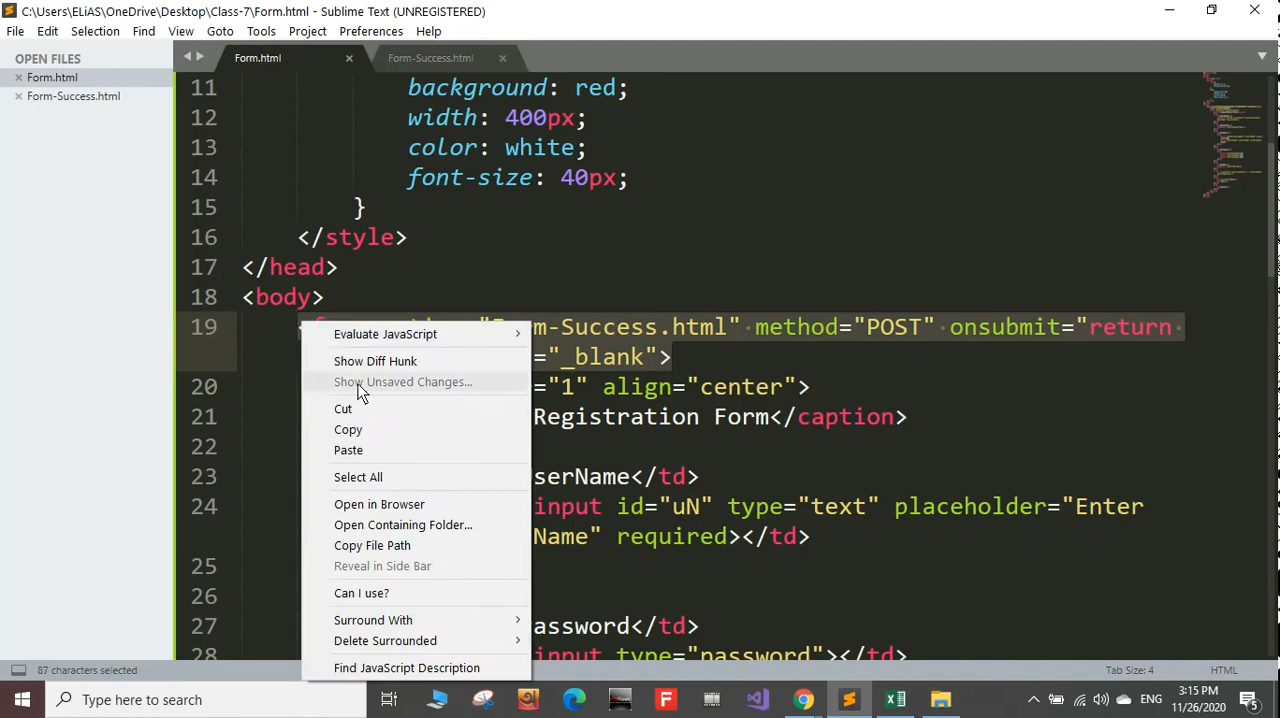 C:\Users\ELiAS\OneDrive\Desktop\Class-7\Form.html - Sublime Text (UNREGISTERED)
File Edit Selection Find View Goto Tools Project Preferences Help
OPEN FILES
Form.html
Form-Success.html
Form.html
Form-Success.html
11 background: red;
12 width: 400px;
13 color: white;
14 font-size: 40px;
15 }
16 </style>
17 </head>
18 <body>
19 m-Success.html" method="POST" onsubmit="return
="_blank">
20 ="1" align="center">
21 Registration Form</caption>
23 serName</td>
24 input id="uN" type="text" placeholder="Enter
Name" required></td>
25
26
27 assword</td>
28 input type="password"></td>
Evaluate JavaScript
Show Diff Hunk
Show Unsaved Changes...
Cut
Copy
Paste
Select All
Open in Browser
Open Containing Folder...
Copy File Path
Reveal in Side Bar
Can I use?
Surround With
Delete Surrounded
Find JavaScript Description
87 characters selected
Tab Size: 4
HTML
Type here to search
ENG
3:15 PM
11/26/2020
5